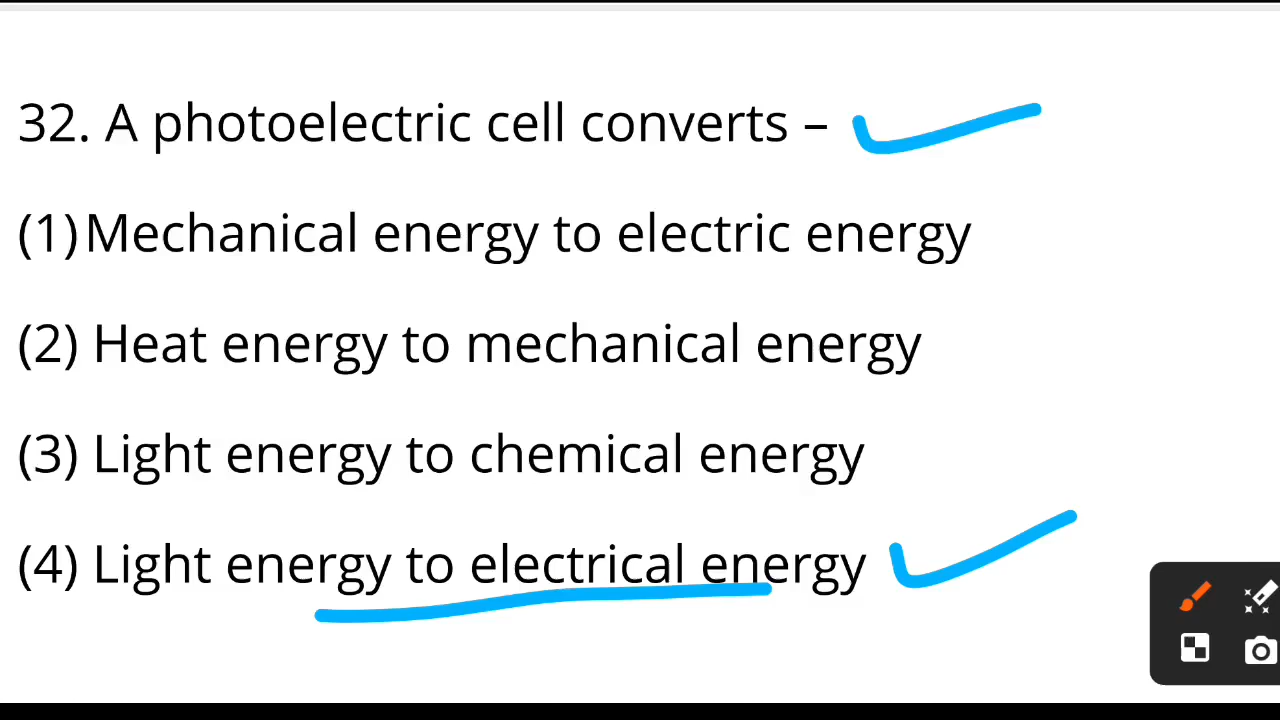 32. A photoelectric cell converts –
(1) Mechanical energy to electric energy
(2) Heat energy to mechanical energy
(3) Light energy to chemical energy
(4) Light energy to electrical energy